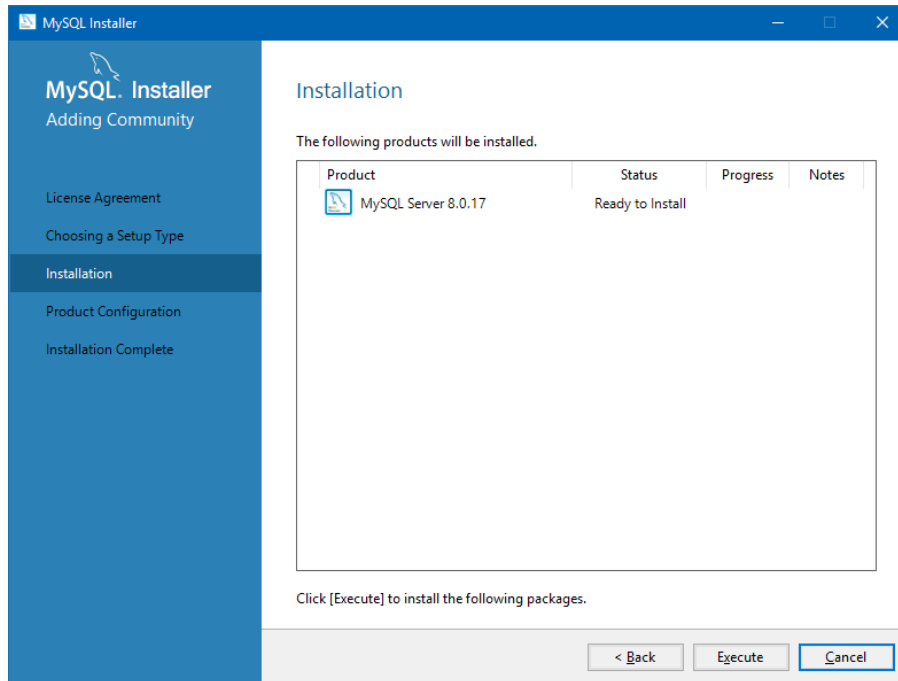 MySQL Installer
MySQL. Installer
Adding Community
License Agreement
Choosing a Setup Type
Installation
Product Configuration
Installation Complete
Installation
The following products will be installed.
Product Status Progress Notes
MySQL Server 8.0.17 Ready to Install
Click [Execute] to install the following packages.
< Back Execute Cancel